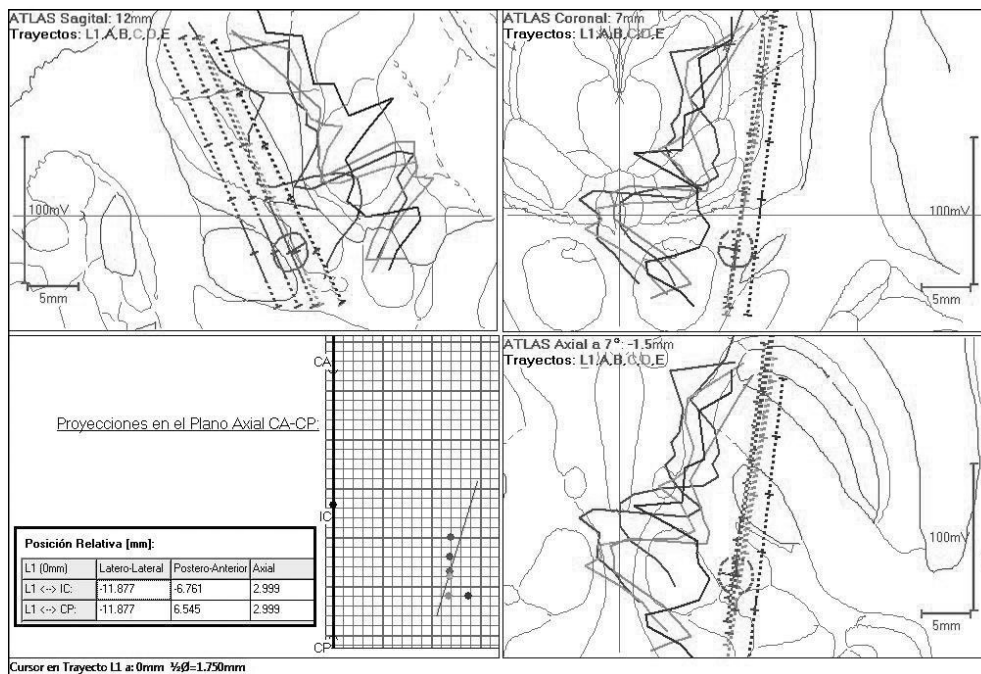 ATLAS Sagital: 12mm
Trayectos: L1,A,B,C,D,E
100mV
5mm
ATLAS Coronal: 7mm
Trayectos: L1,A,B,C,D,E
100mV
5mm
CA
Proyecciones en el Plano Axial CA-CP:
IC
CP
Posición Relativa [mm]:
L1 (0mm) Latero-Lateral Postero-Anterior Axial
L1 <--> IC: -11.877 -6.761 2.999
L1 <--> CP: -11.877 6.545 2.999
ATLAS Axial a 7°: -1.5mm
Trayectos: L1,A,B,C,D,E
100mV
5mm
Cursor en Trayecto L1 a: 0mm ½Ø=1.750mm